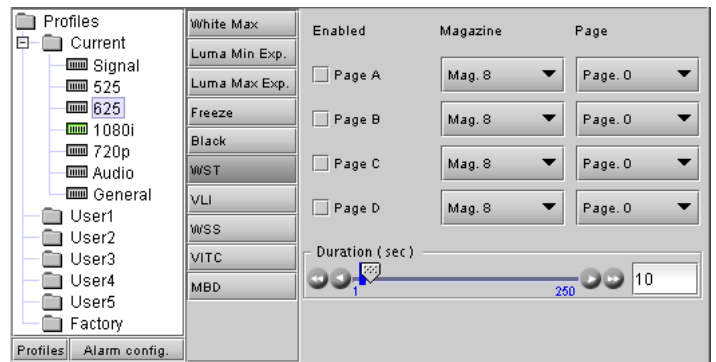 Profiles
Current
Signal
525
625
1080i
720p
Audio
General
User1
User2
User3
User4
User5
Factory
Profiles
Alarm config.
White Max
Luma Min Exp.
Luma Max Exp.
Freeze
Black
WST
VLI
WSS
VITC
MBD
Enabled Magazine Page
Page A Mag. 8 Page. 0
Page B Mag. 8 Page. 0
Page C Mag. 8 Page. 0
Page D Mag. 8 Page. 0
Duration ( sec )
1 250 10